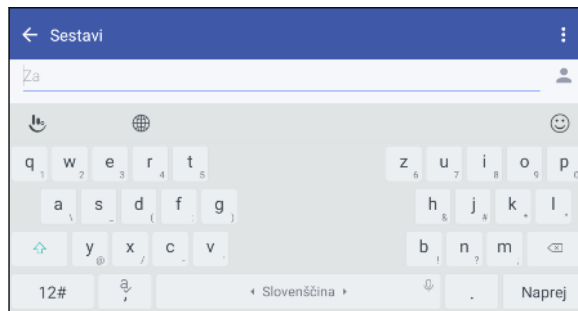 Sestavi
Za
q 1 w 2 e 3 r 4 t 5 z 6 u 7 i 8 o 9 p 0
a \ s _ d ( f : g ) h & j # k * l
y @ x / c - v b ! n ? m
12# a , Slovenščina . Naprej